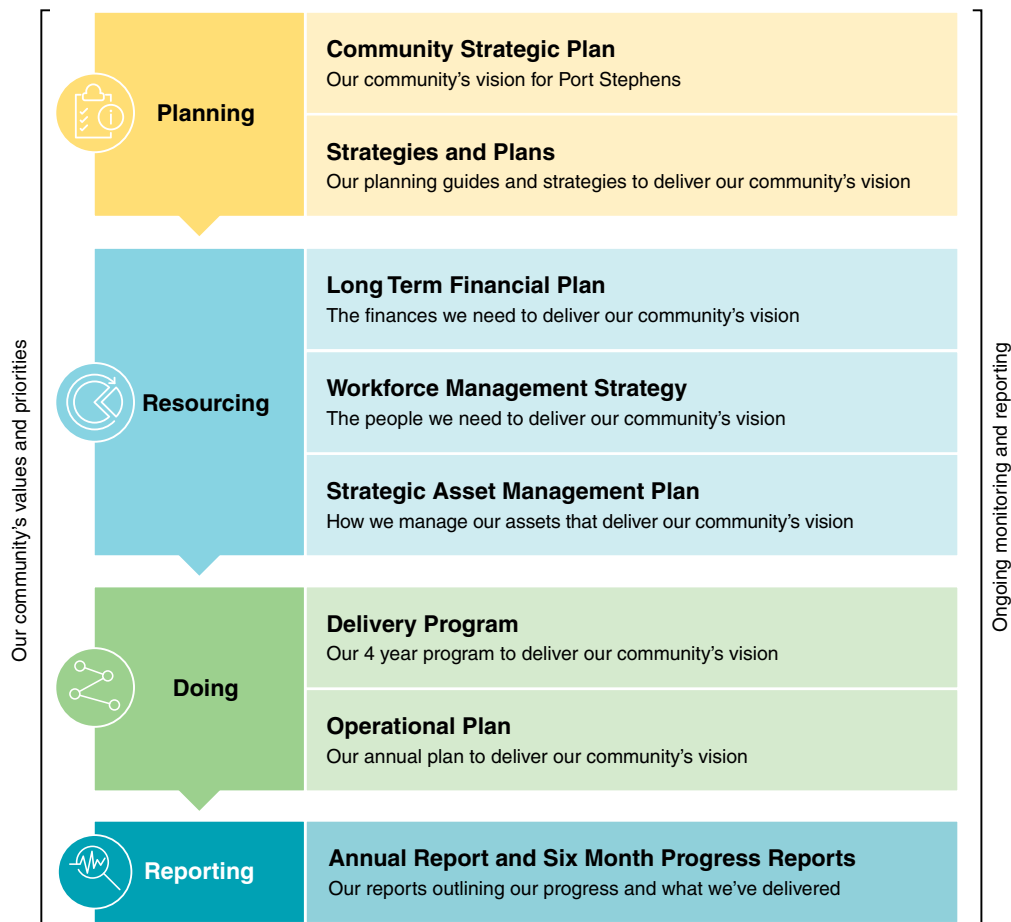 Our community's values and priorities
Planning
Community Strategic Plan
Our community's vision for Port Stephens
Strategies and Plans
Our planning guides and strategies to deliver our community's vision
Resourcing
Long Term Financial Plan
The finances we need to deliver our community's vision
Workforce Management Strategy
The people we need to deliver our community's vision
Strategic Asset Management Plan
How we manage our assets that deliver our community's vision
Doing
Delivery Program
Our 4 year program to deliver our community's vision
Operational Plan
Our annual plan to deliver our community's vision
Reporting
Annual Report and Six Month Progress Reports
Our reports outlining our progress and what we've delivered
Ongoing monitoring and reporting